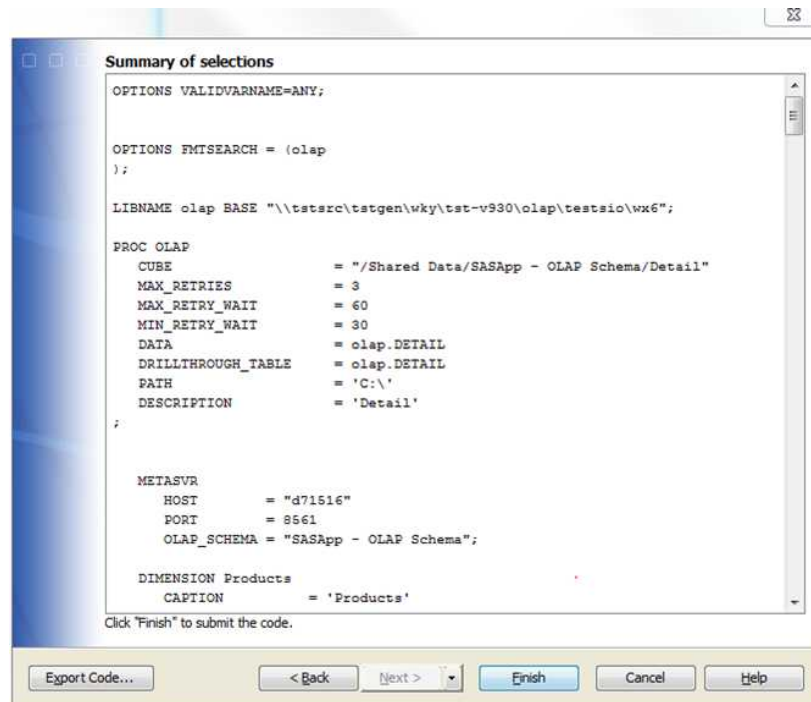 Summary of selections
OPTIONS VALIDVARNAME=ANY;
OPTIONS FMTSEARCH = (olap
);
LIBNAME olap BASE "\\tstsrc\tstgen\wky\tst-v930\olap\testsio\wx6";
PROC OLAP
CUBE = "/Shared Data/SASApp - OLAP Schema/Detail"
MAX_RETRIES = 3
MAX_RETRY_WAIT = 60
MIN_RETRY_WAIT = 30
DATA = olap.DETAIL
DRILLTHROUGH_TABLE = olap.DETAIL
PATH = 'C:\'
DESCRIPTION = 'Detail'
;
METASVR
HOST = "d71516"
PORT = 8561
OLAP_SCHEMA = "SASApp - OLAP Schema";
DIMENSION Products
CAPTION = 'Products'
Click "Finish" to submit the code.
Export Code... < Back Next > Finish Cancel Help